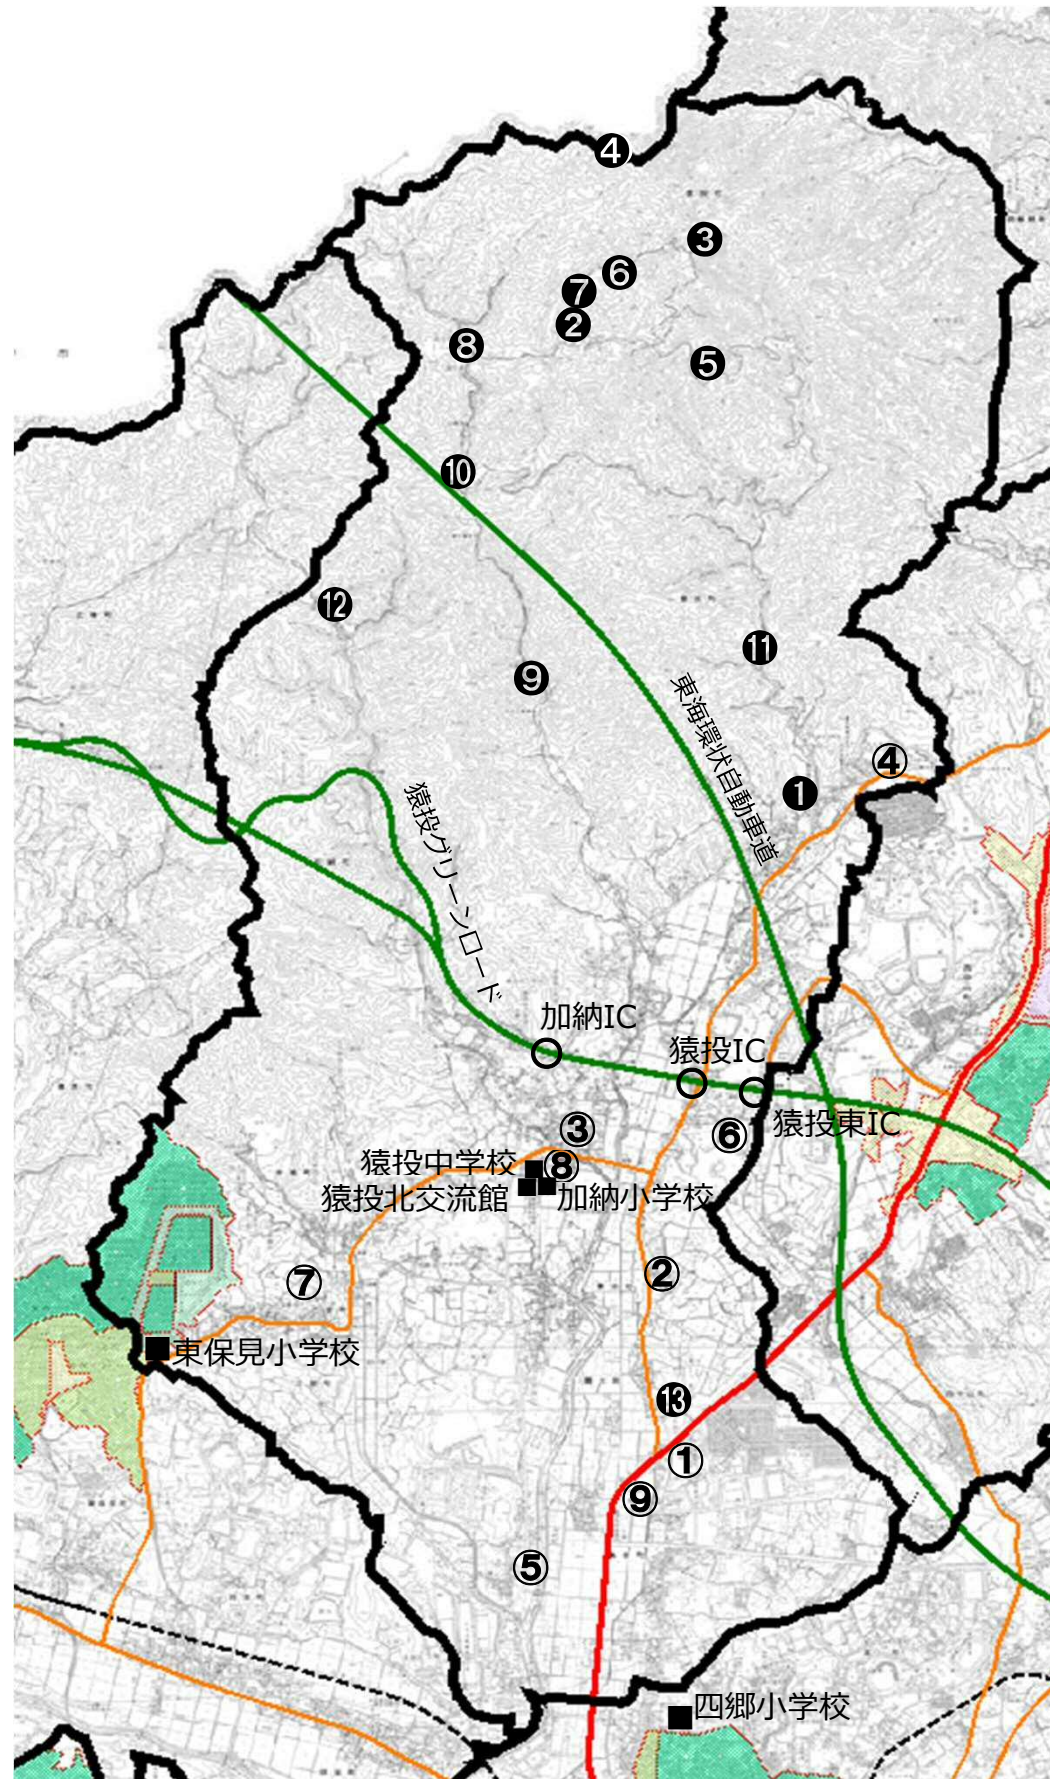 ❹
❸
❻
❼
❷
❽
❺
❿
⓬
⓫
❾
東海環状自動車道
④
❶
猿投グリーンロード
加納IC
猿投IC
③
⑥
猿投東IC
猿投中学校
⑧
猿投北交流館
加納小学校
②
⑦
東保見小学校
⓭
①
⑨
⑤
四郷小学校